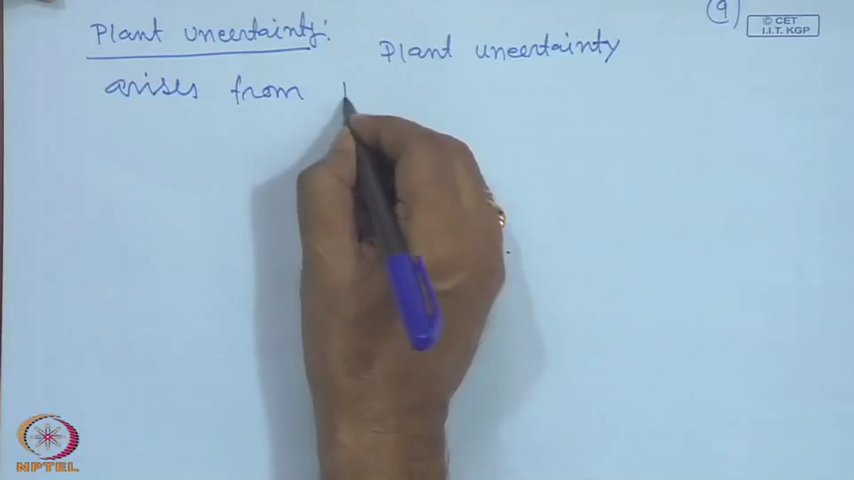 9
© CET
I.I.T. KGP
Plant uncertainty: Plant uncertainty
arises from
NPTEL